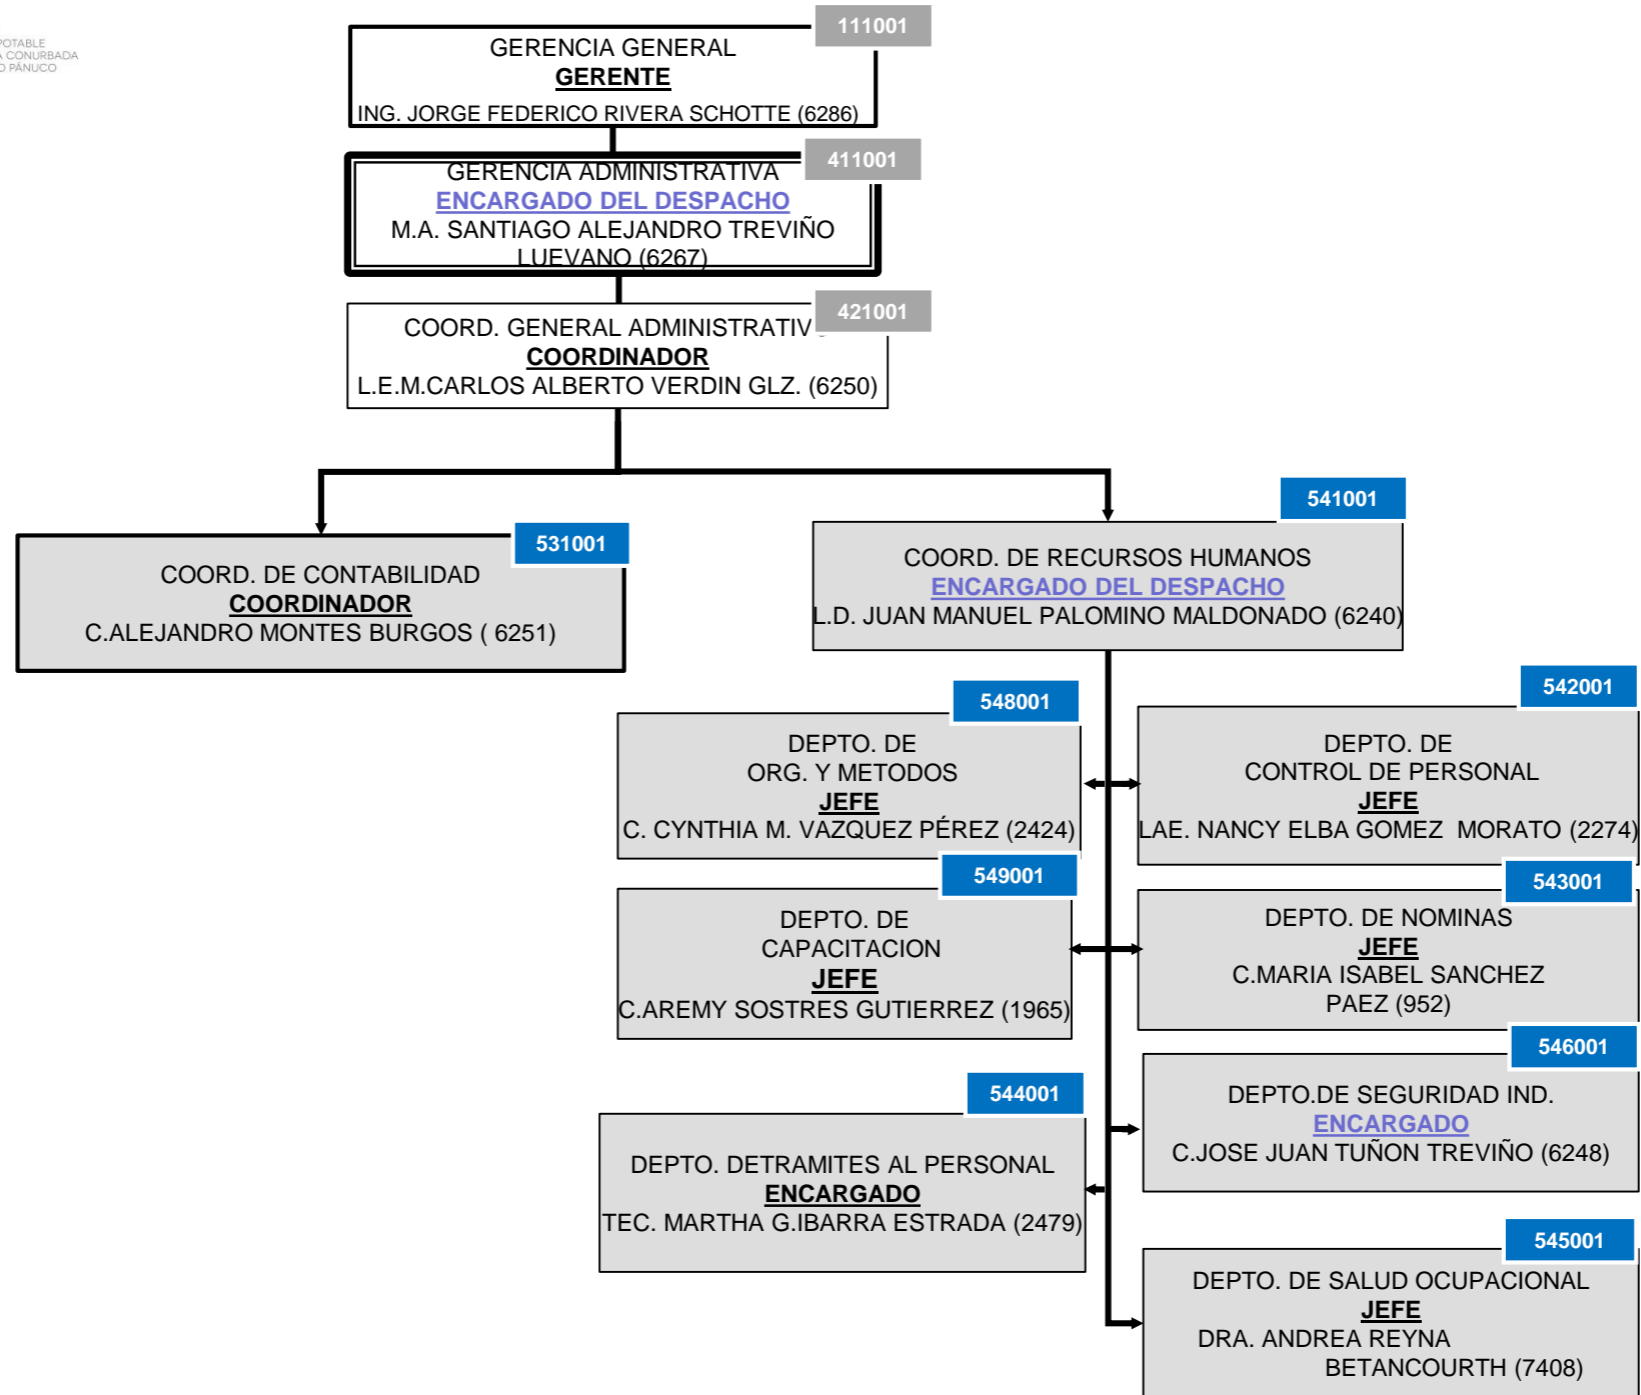 POTABLE
A CONURBADA
O PÁNUCO
111001
GERENCIA GENERAL
GERENTE
ING. JORGE FEDERICO RIVERA SCHOTTE (6286)
411001
GERENCIA ADMINISTRATIVA
ENCARGADO DEL DESPACHO
M.A. SANTIAGO ALEJANDRO TREVIÑO
LUEVANO (6267)
421001
COORD. GENERAL ADMINISTRATIV
COORDINADOR
L.E.M.CARLOS ALBERTO VERDIN GLZ. (6250)
531001
COORD. DE CONTABILIDAD
COORDINADOR
C.ALEJANDRO MONTES BURGOS ( 6251)
541001
COORD. DE RECURSOS HUMANOS
ENCARGADO DEL DESPACHO
L.D. JUAN MANUEL PALOMINO MALDONADO (6240)
548001
DEPTO. DE
ORG. Y METODOS
JEFE
C. CYNTHIA M. VAZQUEZ PÉREZ (2424)
542001
DEPTO. DE
CONTROL DE PERSONAL
JEFE
LAE. NANCY ELBA GOMEZ  MORATO (2274)
549001
DEPTO. DE
CAPACITACION
JEFE
C.AREMY SOSTRES GUTIERREZ (1965)
543001
DEPTO. DE NOMINAS
JEFE
C.MARIA ISABEL SANCHEZ
PAEZ (952)
544001
DEPTO. DETRAMITES AL PERSONAL
ENCARGADO
TEC. MARTHA G.IBARRA ESTRADA (2479)
546001
DEPTO.DE SEGURIDAD IND.
ENCARGADO
C.JOSE JUAN TUÑON TREVIÑO (6248)
545001
DEPTO. DE SALUD OCUPACIONAL
JEFE
DRA. ANDREA REYNA
BETANCOURTH (7408)